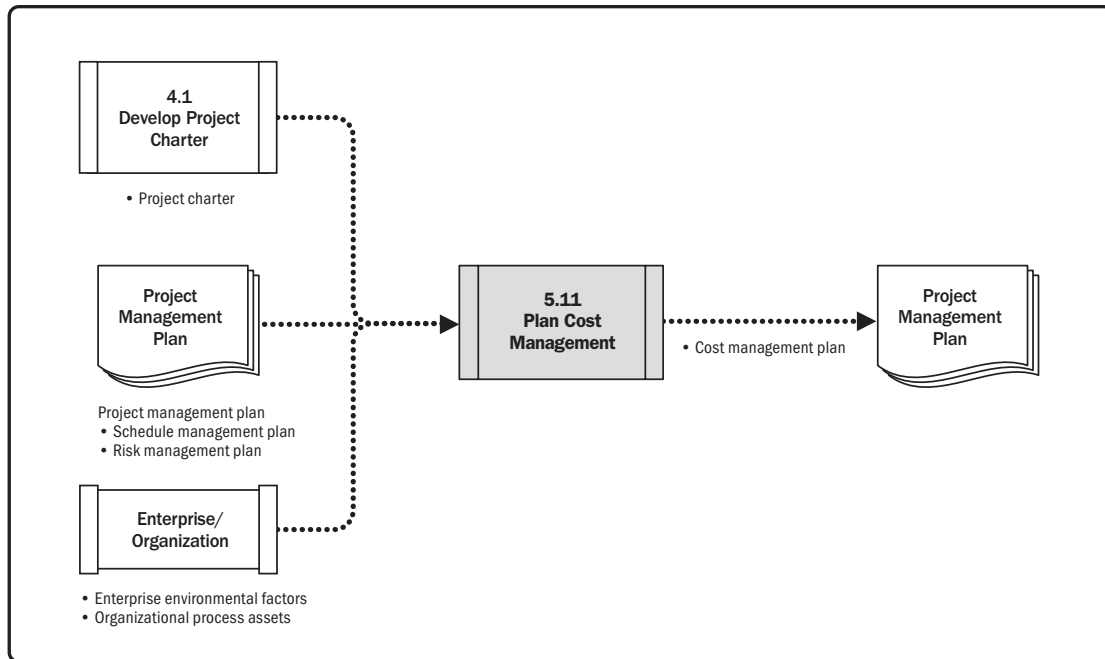 4.1
Develop Project
Charter
• Project charter
Project
Management
Plan
Project management plan
• Schedule management plan
• Risk management plan
Enterprise/
Organization
• Enterprise environmental factors
• Organizational process assets
5.11
Plan Cost
Management
• Cost management plan
Project
Management
Plan